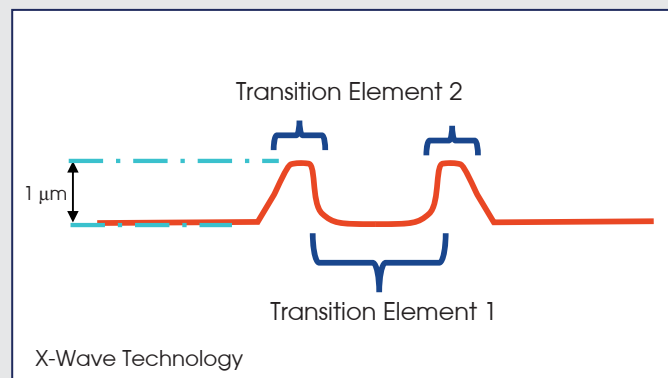 Transition Element 2
1 μm
Transition Element 1
X-Wave Technology